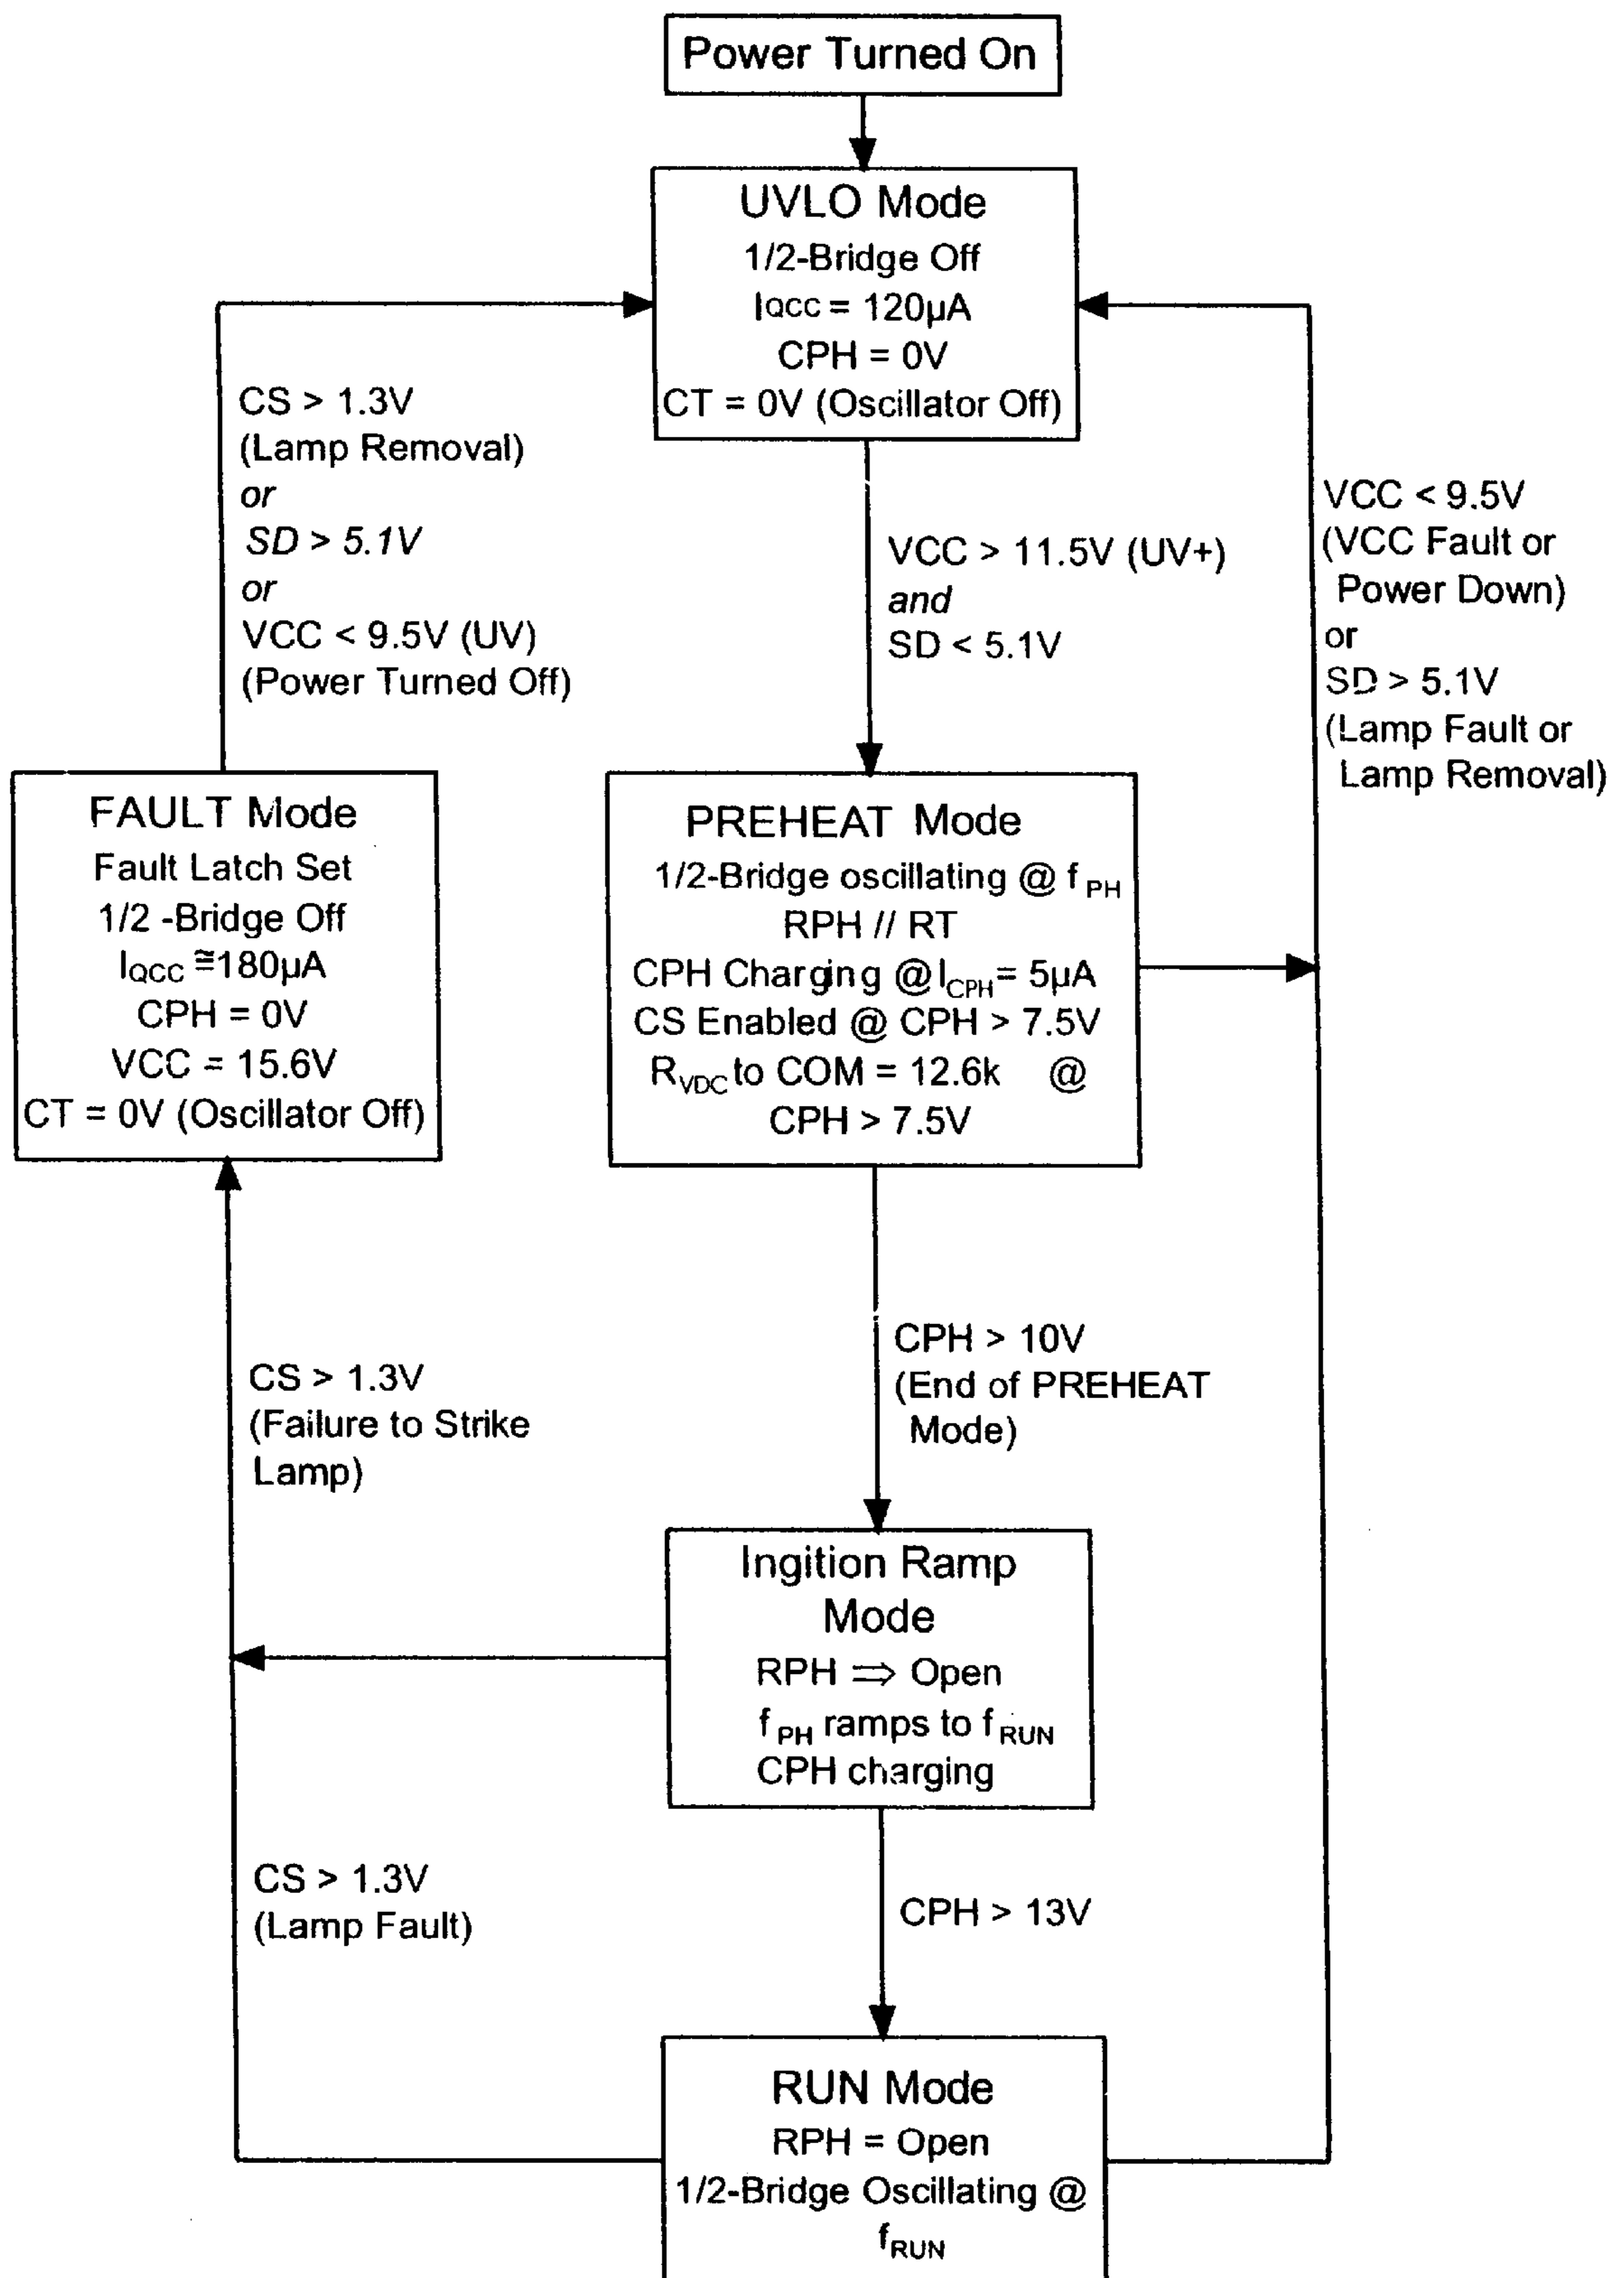 Power Turned On
UVLO Mode
1/2-Bridge Off
IQCC = 120µA
CPH = 0V
CT = 0V (Oscillator Off)
CS > 1.3V
(Lamp Removal)
or
SD > 5.1V
or
VCC < 9.5V (UV)
(Power Turned Off)
VCC > 11.5V (UV+)
and
SD < 5.1V
VCC < 9.5V
(VCC Fault or
Power Down)
or
SD > 5.1V
(Lamp Fault or
Lamp Removal)
FAULT Mode
Fault Latch Set
1/2 -Bridge Off
IQCC ≅180µA
CPH = 0V
VCC = 15.6V
CT = 0V (Oscillator Off)
PREHEAT Mode
1/2-Bridge oscillating @ fPH
RPH // RT
CPH Charging @ ICPH = 5µA
CS Enabled @ CPH > 7.5V
RVDC to COM = 12.6k @
CPH > 7.5V
CPH > 10V
(End of PREHEAT
Mode)
CS > 1.3V
(Failure to Strike
Lamp)
Ingition Ramp
Mode
RPH ⇒ Open
fPH ramps to fRUN
CPH charging
CS > 1.3V
(Lamp Fault)
CPH > 13V
RUN Mode
RPH = Open
1/2-Bridge Oscillating @
fRUN